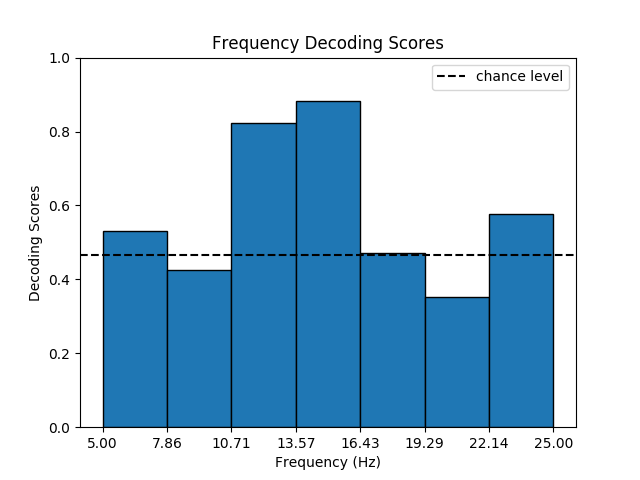 Frequency Decoding Scores
chance level
1.0
0.8
0.6
0.4
0.2
0.0
Decoding Scores
5.00 7.86 10.71 13.57 16.43 19.29 22.14 25.00
Frequency (Hz)